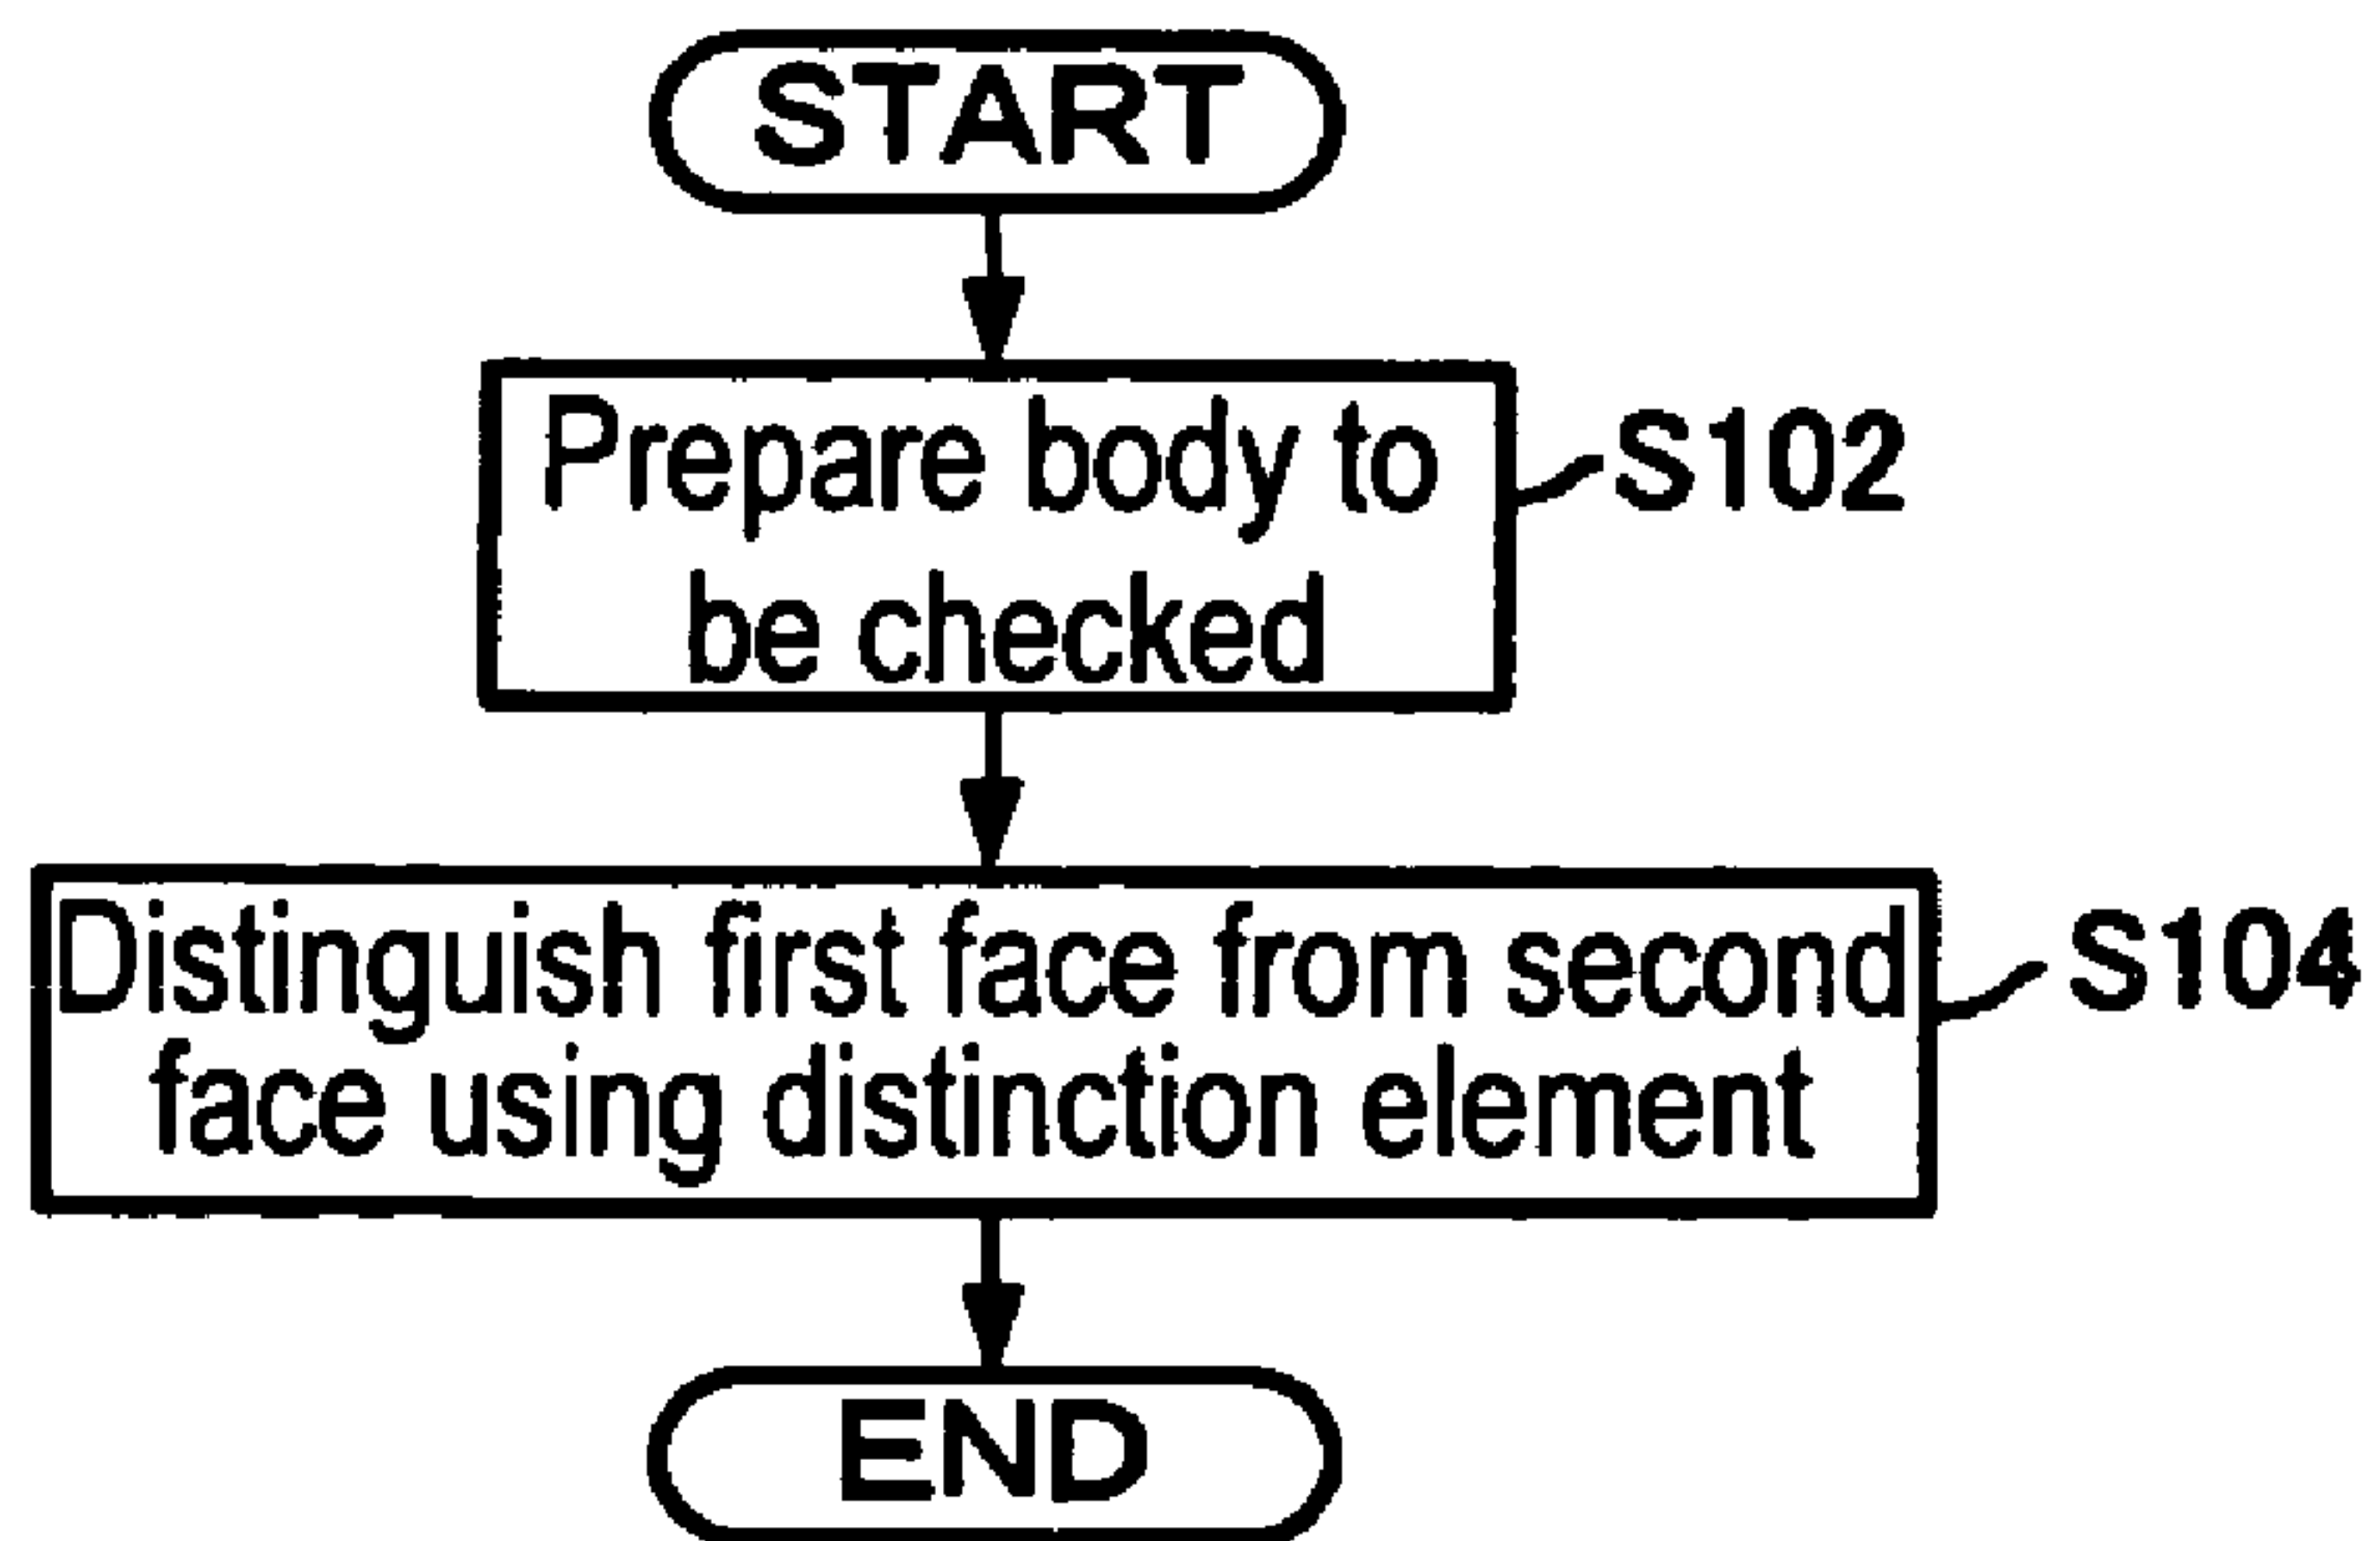 START
Prepare body to
be checked
S102
Distinguish first face from second
face using distinction element
S104
END